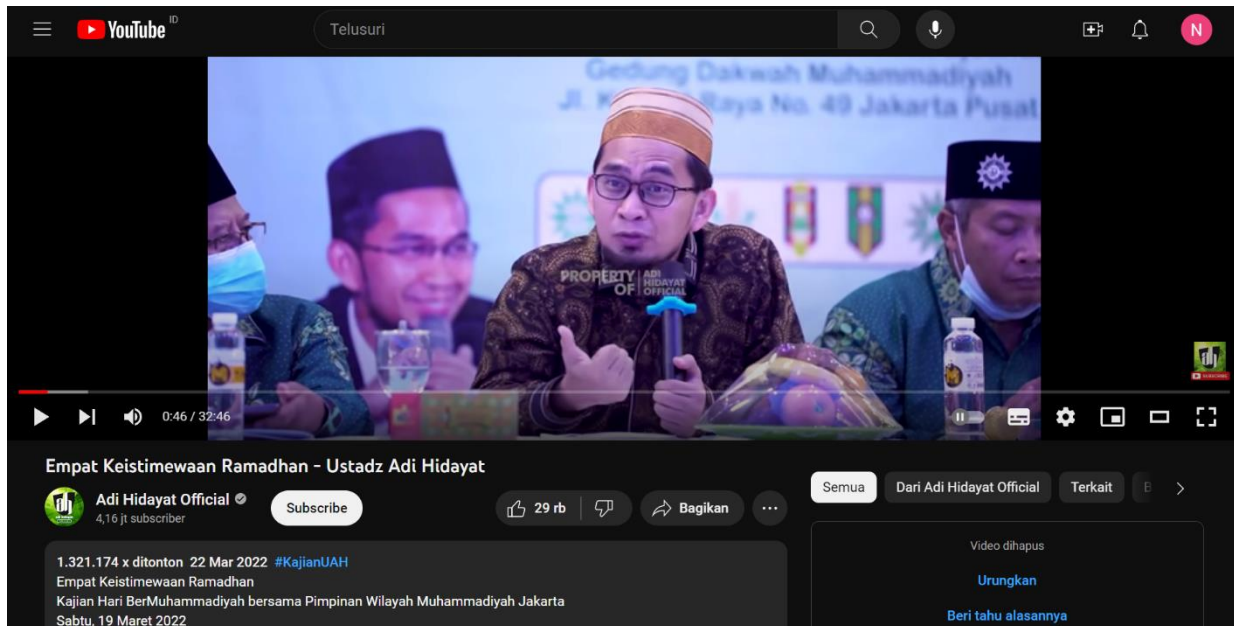 YouTube ID
Telusuri
N
Gedung Dakwah Muhammadiyah
Raya No. 49 Jakarta Pusat
PROPERTY OF ADI HIDAYAT OFFICIAL
SUBSCRIBE
0:46 / 32:46
Empat Keistimewaan Ramadhan - Ustadz Adi Hidayat
Adi Hidayat Official
4,16 jt subscriber
Subscribe
29 rb
Bagikan
Semua
Dari Adi Hidayat Official
Terkait
B
1.321.174 x ditonton 22 Mar 2022 #KajianUAH
Empat Keistimewaan Ramadhan
Kajian Hari BerMuhammadiyah bersama Pimpinan Wilayah Muhammadiyah Jakarta
Sabtu, 19 Maret 2022
Video dihapus
Urungkan
Beri tahu alasannya